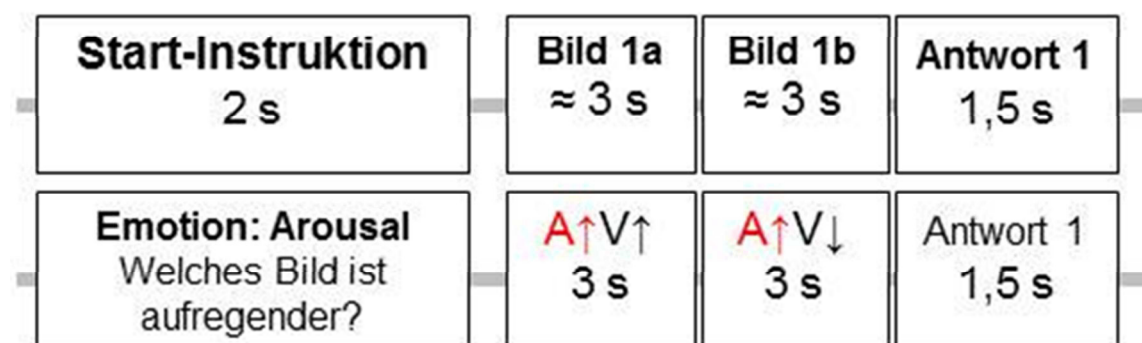 Start-Instruktion
2 s
Bild 1a
≈ 3 s
Bild 1b
≈ 3 s
Antwort 1
1,5 s
Emotion: Arousal
Welches Bild ist
aufregender?
A↑V↑
3 s
A↑V↓
3 s
Antwort 1
1,5 s